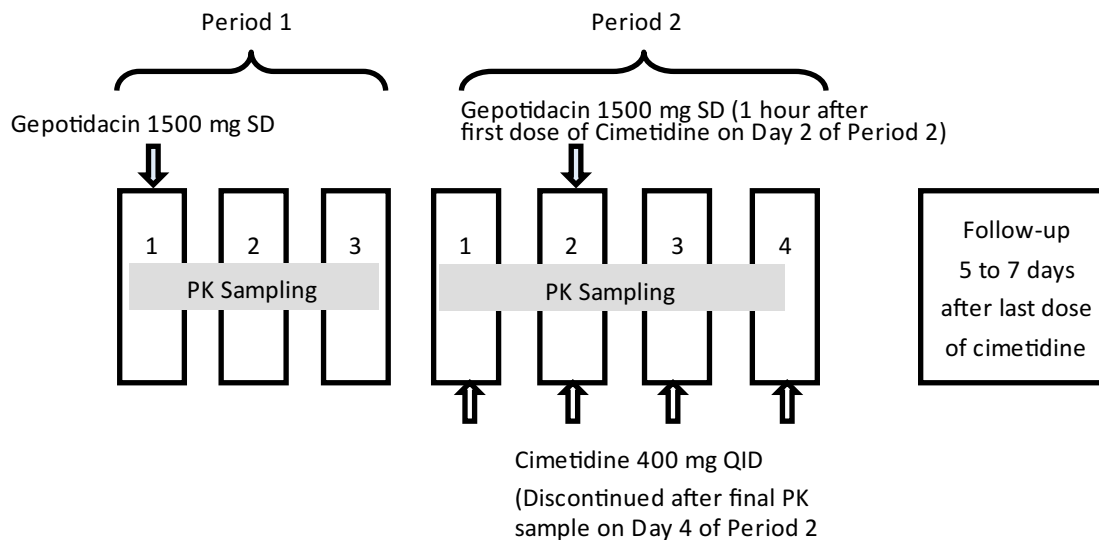 Period 1
Period 2
Gepotidacin 1500 mg SD
Gepotidacin 1500 mg SD (1 hour after
first dose of Cimetidine on Day 2 of Period 2)
1
2
3
1
2
3
4
PK Sampling
PK Sampling
Follow-up
5 to 7 days
after last dose
of cimetidine
Cimetidine 400 mg QID
(Discontinued after final PK
sample on Day 4 of Period 2